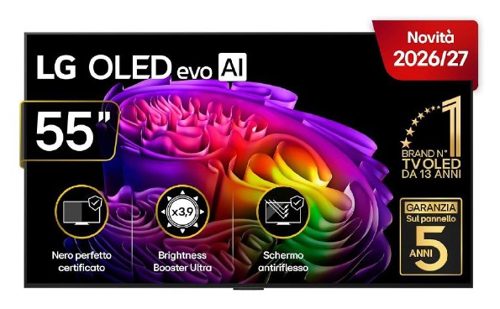 Novità
2026/27
LG OLED evo AI
55”
1
BRAND N°
TV OLED
DA 13 ANNI
GARANZIA
Sul pannello
5
ANNI
x3,9
Nero perfetto
certificato
Brightness
Booster Ultra
Schermo
antiriflesso